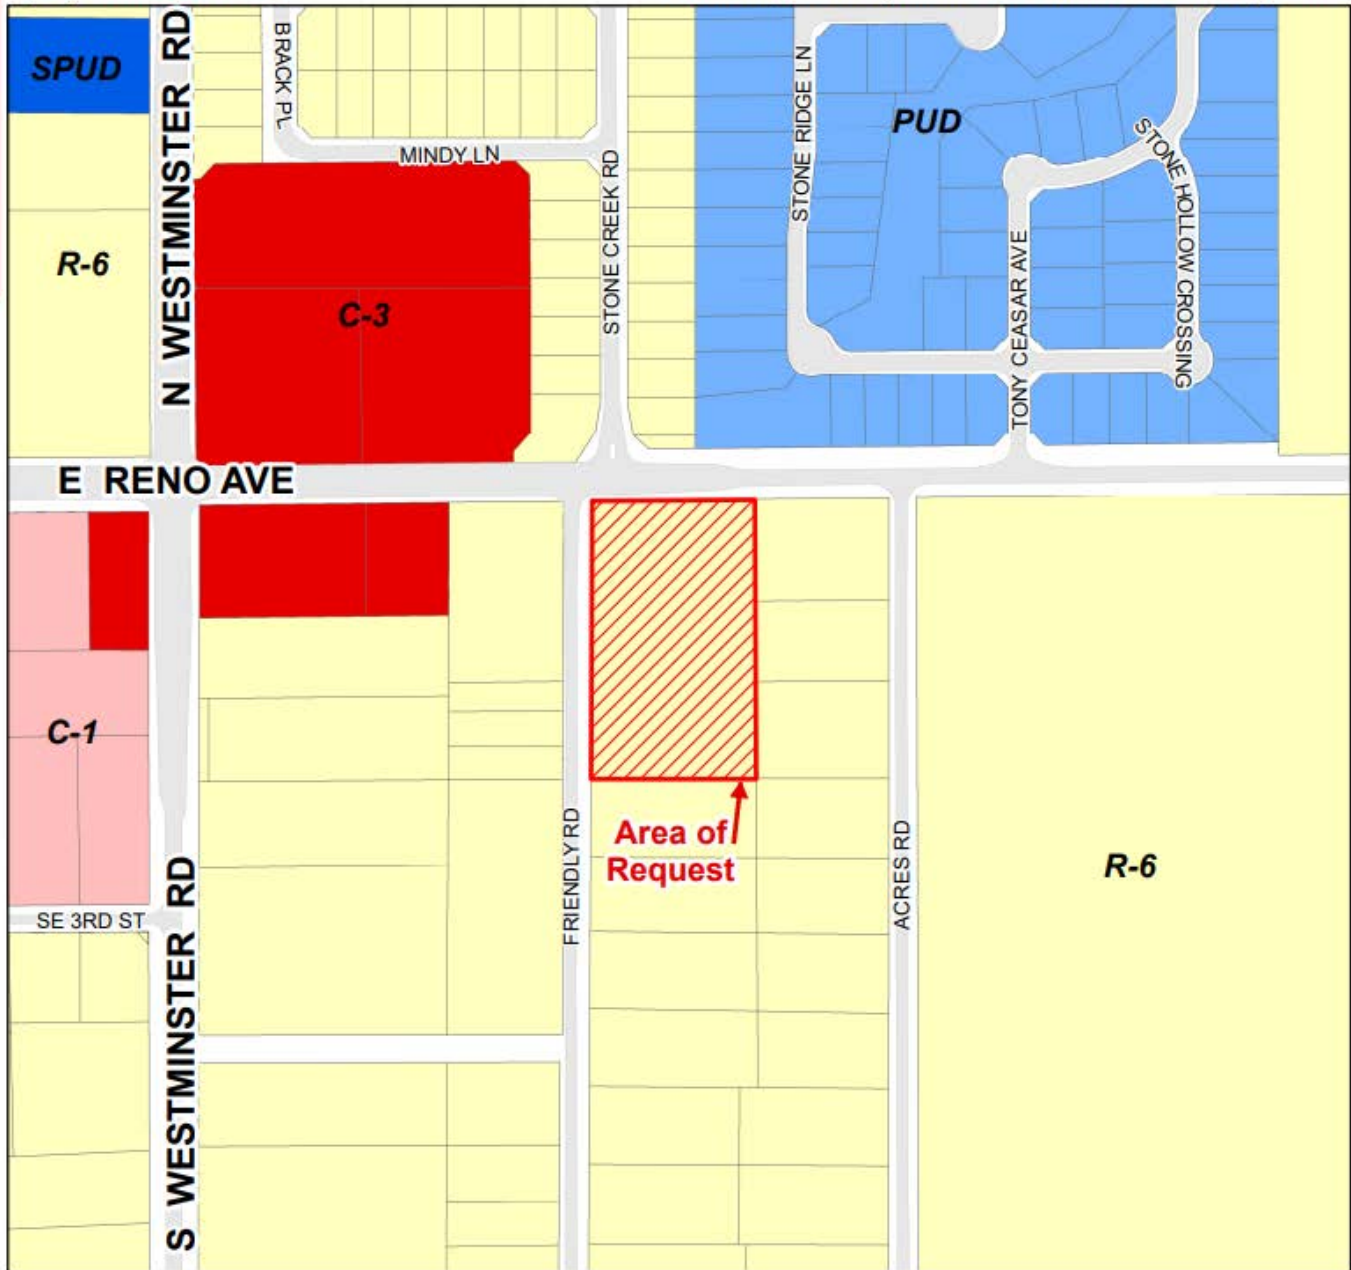 SPUD
N WESTMINSTER RD
BRACK PL
STONE RIDGE LN
PUD
STONE HOLLOW CROSSING
MINDY LN
STONE CREEK RD
R-6
C-3
TONY CEASAR AVE
E RENO AVE
C-1
Area of
Request
FRIENDLY RD
ACRES RD
R-6
SE 3RD ST
S WESTMINSTER RD